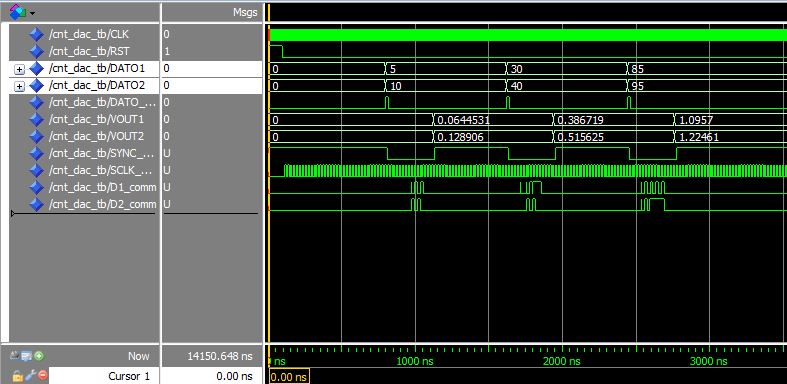 Msgs
/cnt_dac_tb/CLK 0
/cnt_dac_tb/RST 1
/cnt_dac_tb/DATO1 0 0 5 30 85
/cnt_dac_tb/DATO2 0 0 10 40 95
/cnt_dac_tb/DATO_... 0
/cnt_dac_tb/VOUT1 0 0 0.0644531 0.386719 1.0957
/cnt_dac_tb/VOUT2 0 0 0.128906 0.515625 1.22461
/cnt_dac_tb/SYNC_... U
/cnt_dac_tb/SCLK_... U
/cnt_dac_tb/D1_comm U
/cnt_dac_tb/D2_comm U
Now 14150.648 ns ns 1000 ns 2000 ns 3000 ns
Cursor 1 0.00 ns 0.00 ns